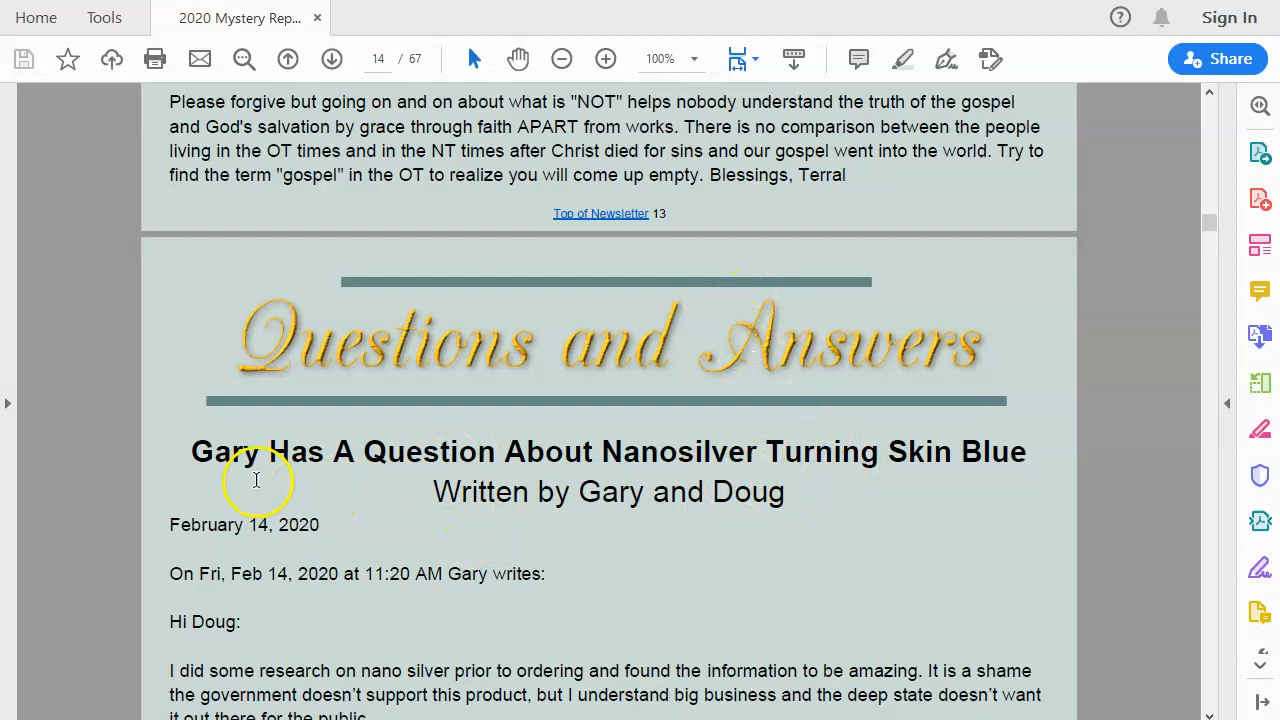 Home Tools 2020 Mystery Rep... × Sign In
14 / 67 100% Share
Please forgive but going on and on about what is "NOT" helps nobody understand the truth of the gospel
and God's salvation by grace through faith APART from works. There is no comparison between the people
living in the OT times and in the NT times after Christ died for sins and our gospel went into the world. Try to
find the term "gospel" in the OT to realize you will come up empty. Blessings, Terral
Top of Newsletter 13
Questions and Answers
Gary Has A Question About Nanosilver Turning Skin Blue
Written by Gary and Doug
February 14, 2020
On Fri, Feb 14, 2020 at 11:20 AM Gary writes:
Hi Doug:
I did some research on nano silver prior to ordering and found the information to be amazing. It is a shame
the government doesn’t support this product, but I understand big business and the deep state doesn’t want
it out there for the public.